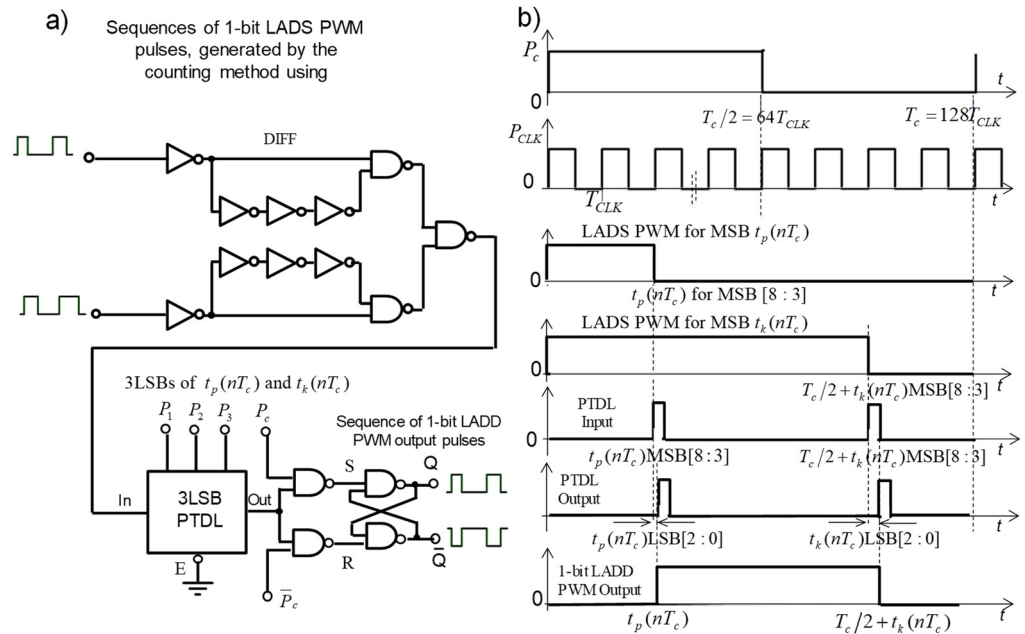 a)
Sequences of 1-bit LADS PWM
pulses, generated by the
counting method using
DIFF
3LSBs of t_p(nT_c) and t_k(nT_c)
P_1 P_2 P_3 P_c
Sequence of 1-bit LADD
PWM output pulses
In
3LSB
PTDL
Out
S
R
Q
Q̅
E
P̅_c
b)
P_c
0
t
T_c/2 = 64T_CLK
T_c = 128T_CLK
P_CLK
0
T_CLK
t
LADS PWM for MSB t_p(nT_c)
0
t
t_p(nT_c) for MSB [8 : 3]
LADS PWM for MSB t_k(nT_c)
0
t
T_c/2 + t_k(nT_c)MSB[8 : 3]
PTDL
Input
0
t
t_p(nT_c)MSB[8 : 3]
T_c/2 + t_k(nT_c)MSB[8 : 3]
PTDL
Output
0
t
t_p(nT_c)LSB[2 : 0]
t_k(nT_c)LSB[2 : 0]
1-bit LADD
PWM Output
0
t
t_p(nT_c)
T_c/2 + t_k(nT_c)